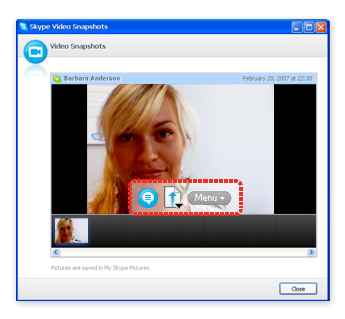 Skype Video Snapshots
Video Snapshots
Barbara Anderson
February 20, 2007 at 22:30
Menu
Pictures are saved in My Skype Pictures.
Close